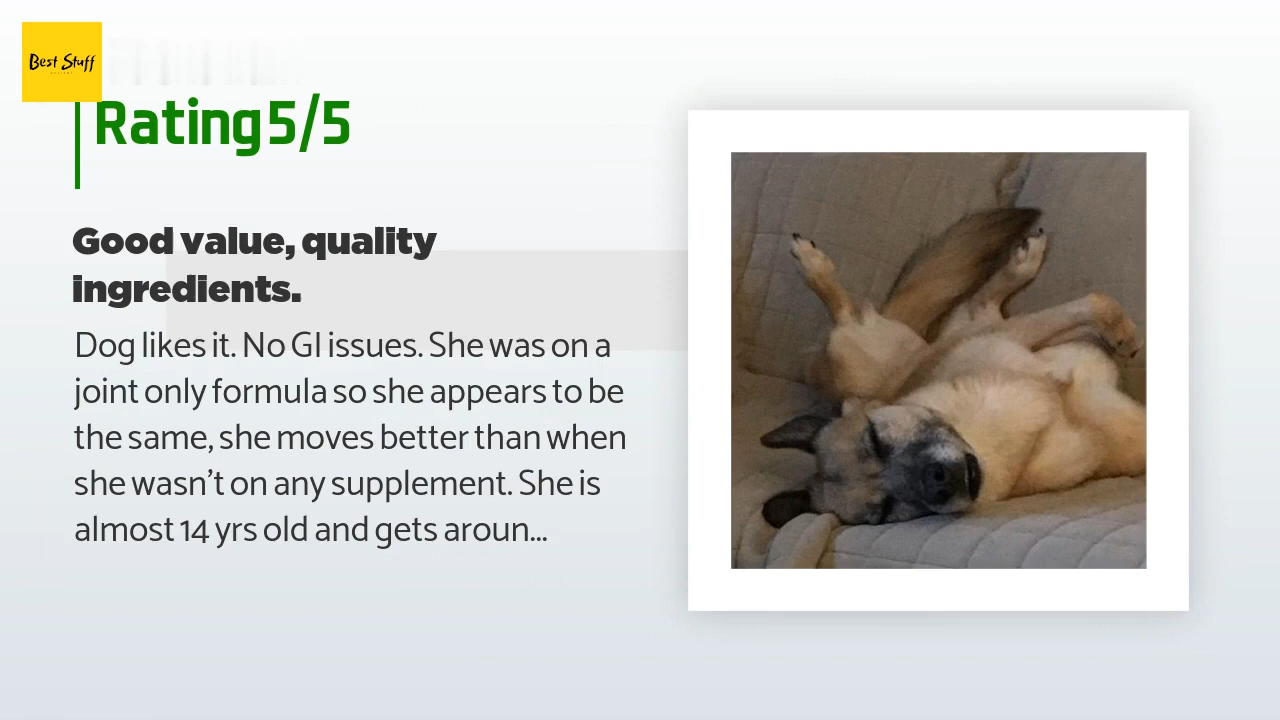 Best Stuff
Rating 5/5
Good value, quality
ingredients.
Dog likes it. No GI issues. She was on a
joint only formula so she appears to be
the same, she moves better than when
she wasn't on any supplement. She is
almost 14 yrs old and gets aroun...